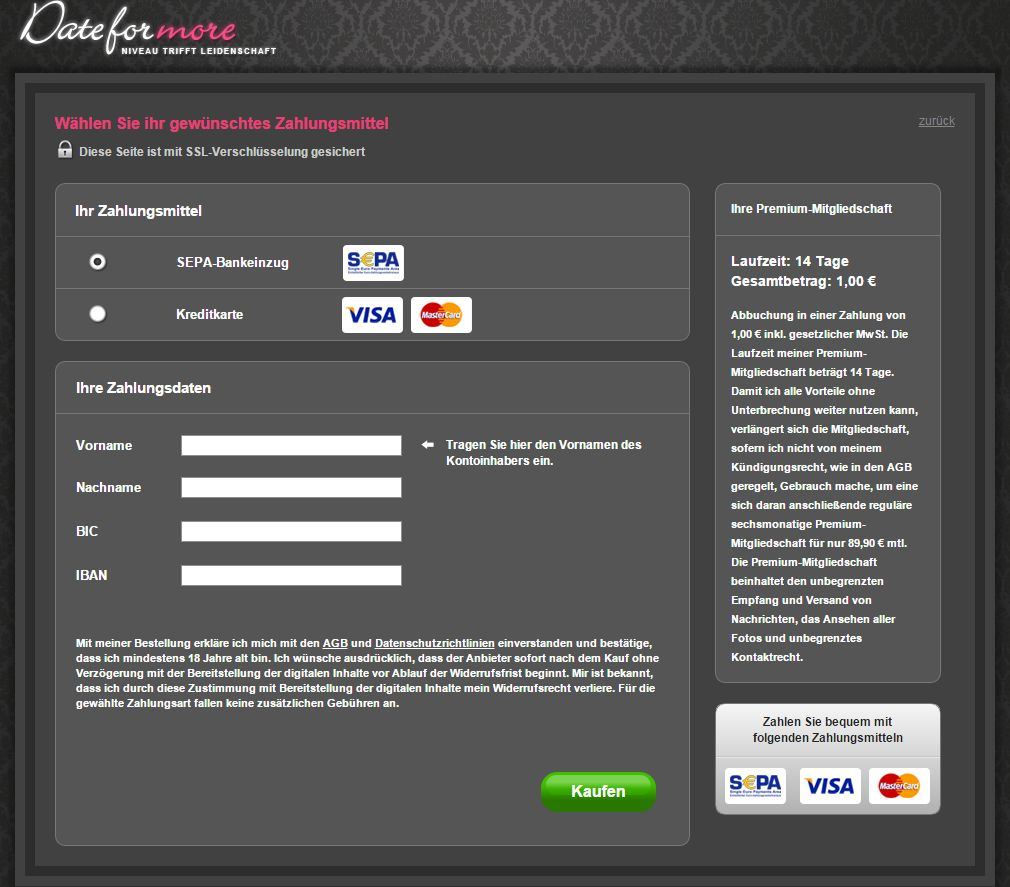 Dateformore
NIVEAU TRIFFT LEIDENSCHAFT
Wählen Sie ihr gewünschtes Zahlungsmittel
zurück
Diese Seite ist mit SSL-Verschlüsselung gesichert
Ihr Zahlungsmittel
SEPA-Bankeinzug
S€PA
Single Euro Payments Area
Kreditkarte
VISA
MasterCard
Ihre Zahlungsdaten
Vorname
Tragen Sie hier den Vornamen des
Kontoinhabers ein.
Nachname
BIC
IBAN
Mit meiner Bestellung erkläre ich mich mit den AGB und Datenschutzrichtlinien einverstanden und bestätige,
dass ich mindestens 18 Jahre alt bin. Ich wünsche ausdrücklich, dass der Anbieter sofort nach dem Kauf ohne
Verzögerung mit der Bereitstellung der digitalen Inhalte vor Ablauf der Widerrufsfrist beginnt. Mir ist bekannt,
dass ich durch diese Zustimmung mit Bereitstellung der digitalen Inhalte mein Widerrufsrecht verliere. Für die
gewählte Zahlungsart fallen keine zusätzlichen Gebühren an.
Kaufen
Ihre Premium-Mitgliedschaft
Laufzeit: 14 Tage
Gesamtbetrag: 1,00 €
Abbuchung in einer Zahlung von
1,00 € inkl. gesetzlicher MwSt. Die
Laufzeit meiner Premium-
Mitgliedschaft beträgt 14 Tage.
Damit ich alle Vorteile ohne
Unterbrechung weiter nutzen kann,
verlängert sich die Mitgliedschaft,
sofern ich nicht von meinem
Kündigungsrecht, wie in den AGB
geregelt, Gebrauch mache, um eine
sich daran anschließende reguläre
sechsmonatige Premium-
Mitgliedschaft für nur 89,90 € mtl.
Die Premium-Mitgliedschaft
beinhaltet den unbegrenzten
Empfang und Versand von
Nachrichten, das Ansehen aller
Fotos und unbegrenztes
Kontaktrecht.
Zahlen Sie bequem mit
folgenden Zahlungsmitteln
S€PA
Single Euro Payments Area
VISA
MasterCard